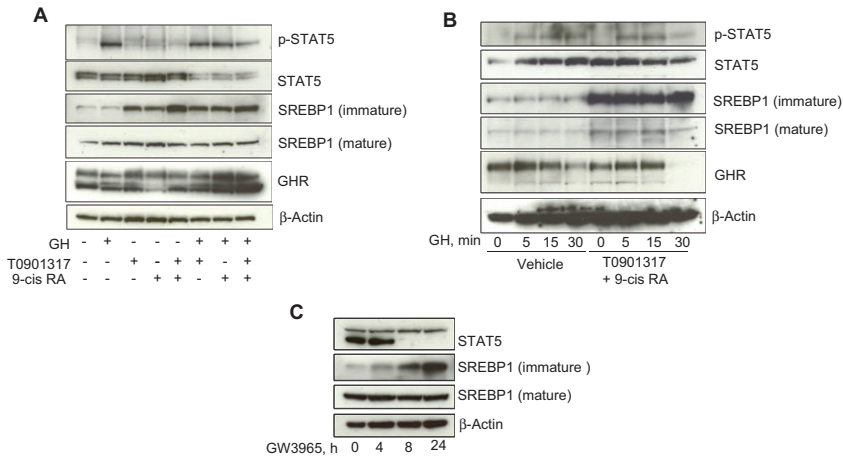 A
p-STAT5
STAT5
SREBP1 (immature)
SREBP1 (mature)
GHR
β-Actin
GH - + - - - + + +
T0901317 - - + - + + - +
9-cis RA - - - + + - + +
B
p-STAT5
STAT5
SREBP1 (immature)
SREBP1 (mature)
GHR
β-Actin
GH, min 0 5 15 30 0 5 15 30
Vehicle T0901317
+ 9-cis RA
C
STAT5
SREBP1 (immature )
SREBP1 (mature)
β-Actin
GW3965, h 0 4 8 24